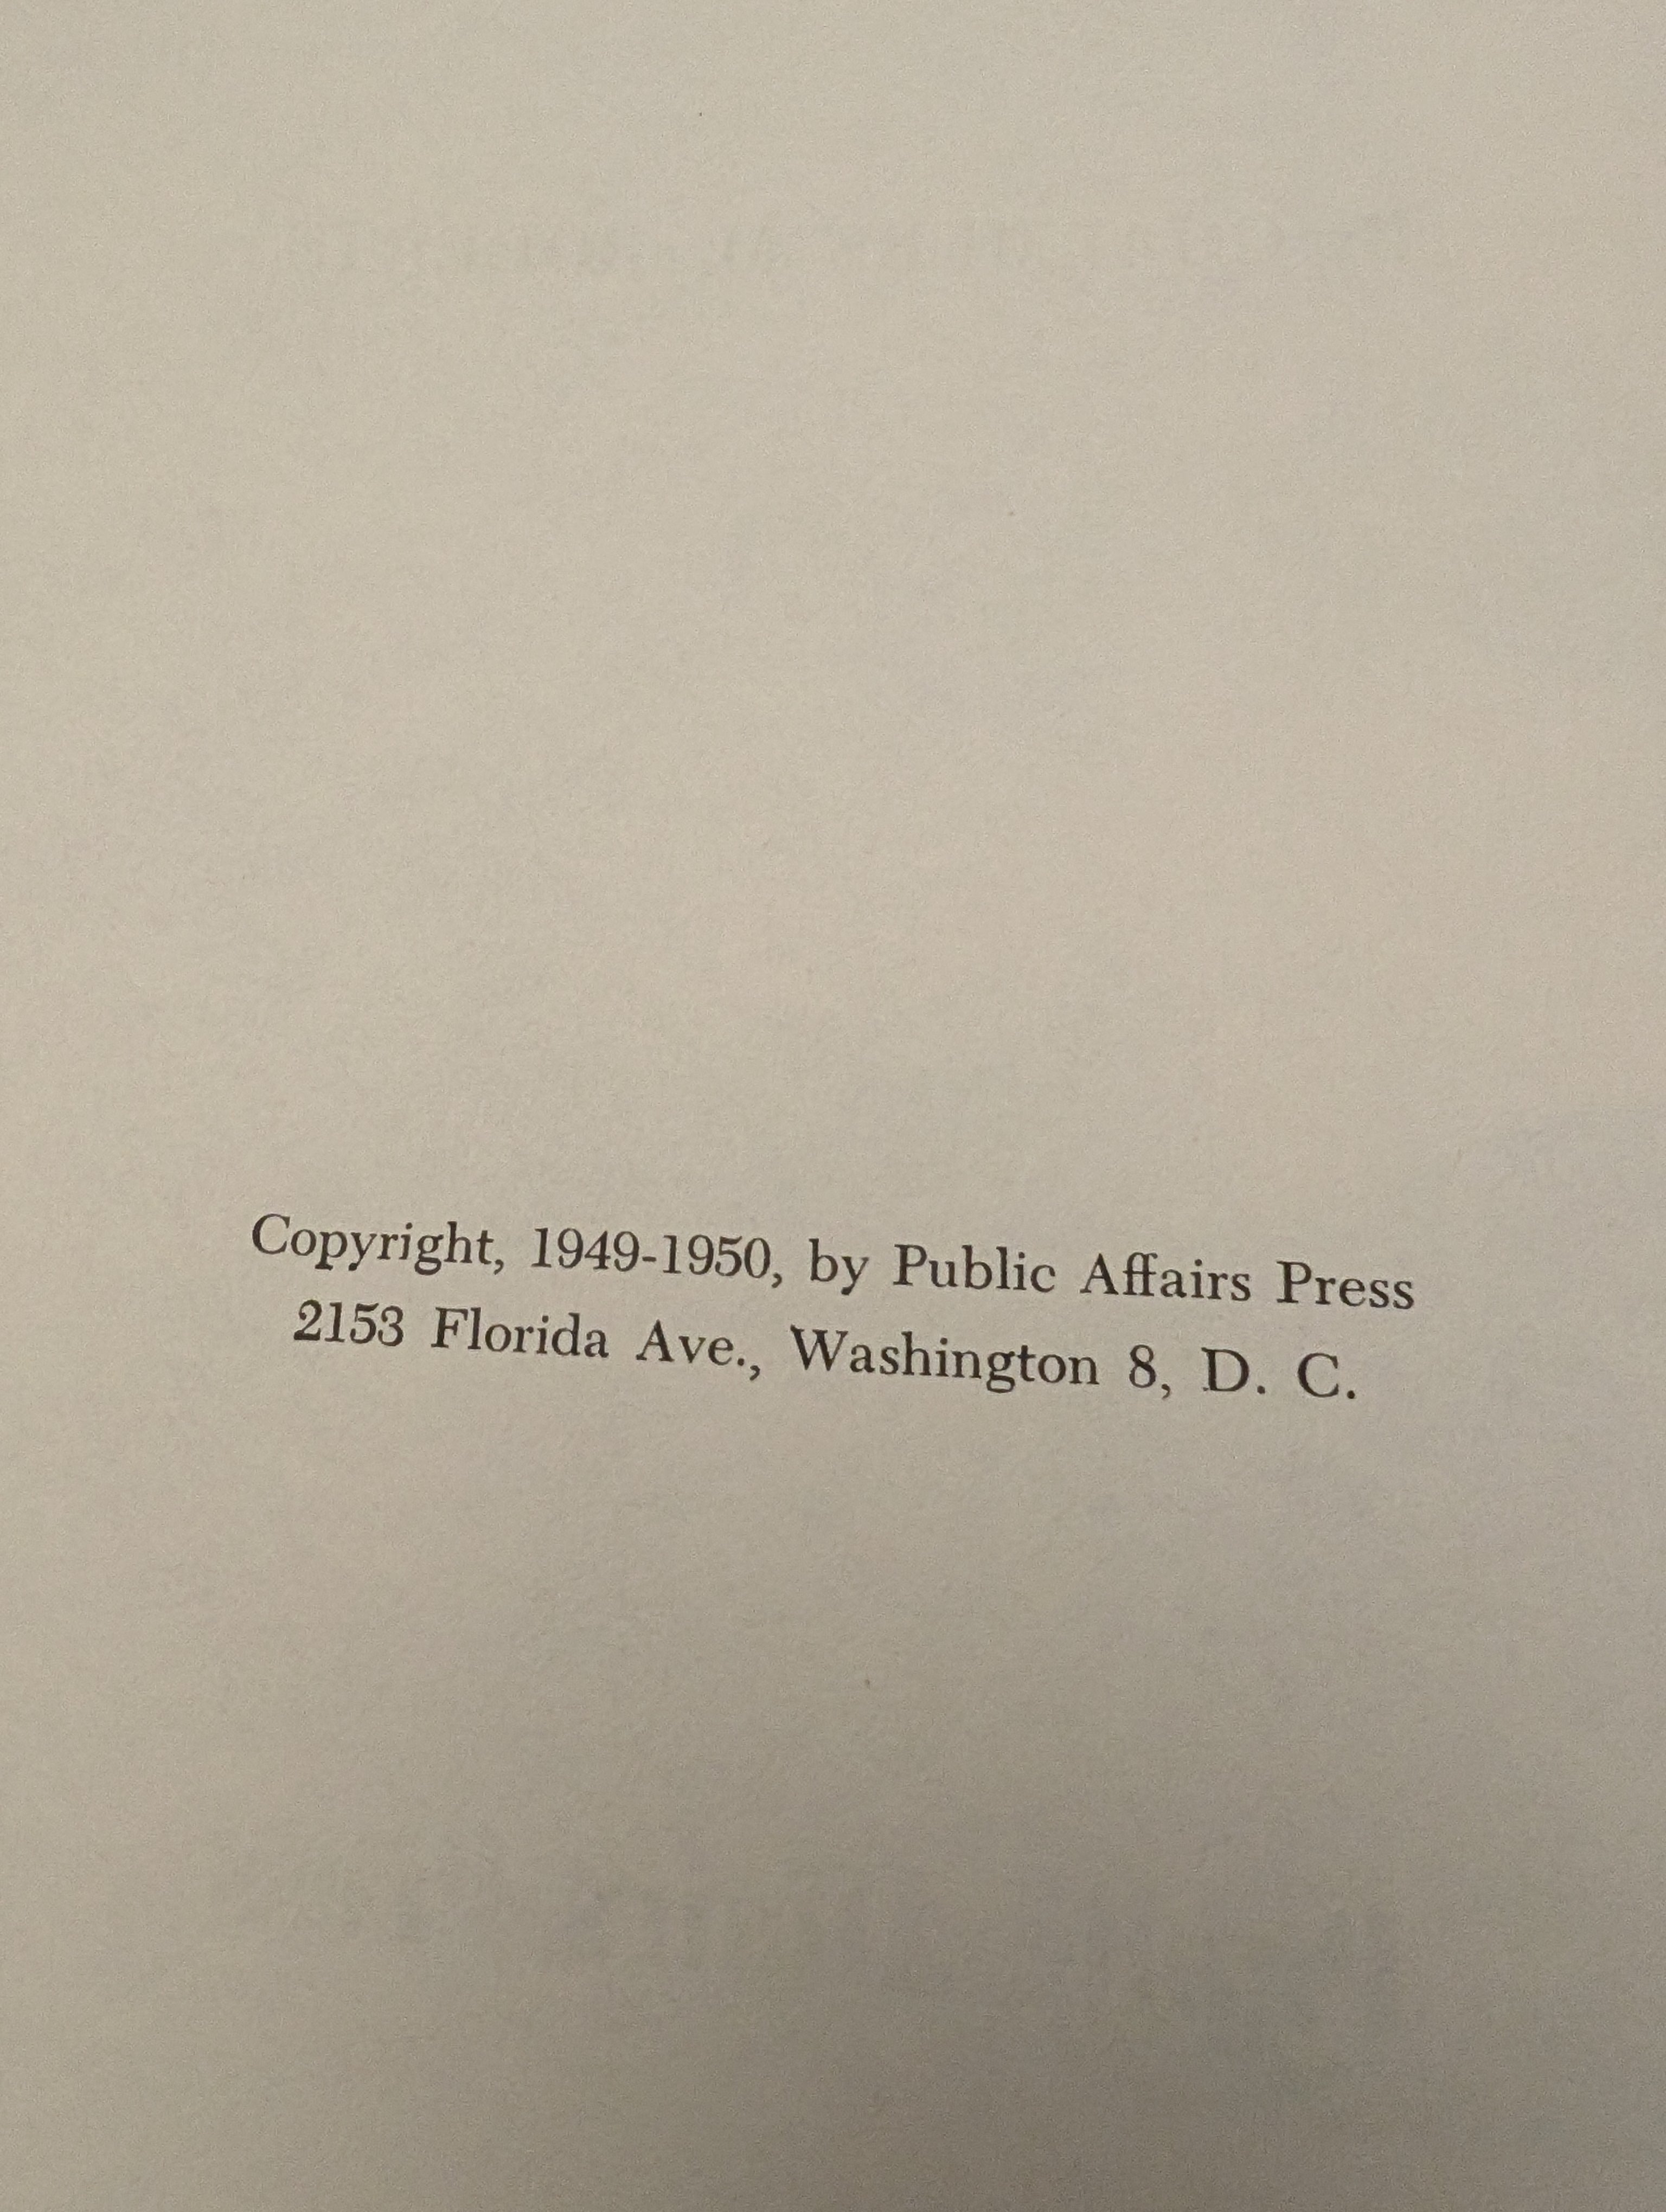 Copyright, 1949-1950, by Public Affairs Press
2153 Florida Ave., Washington 8, D. C.